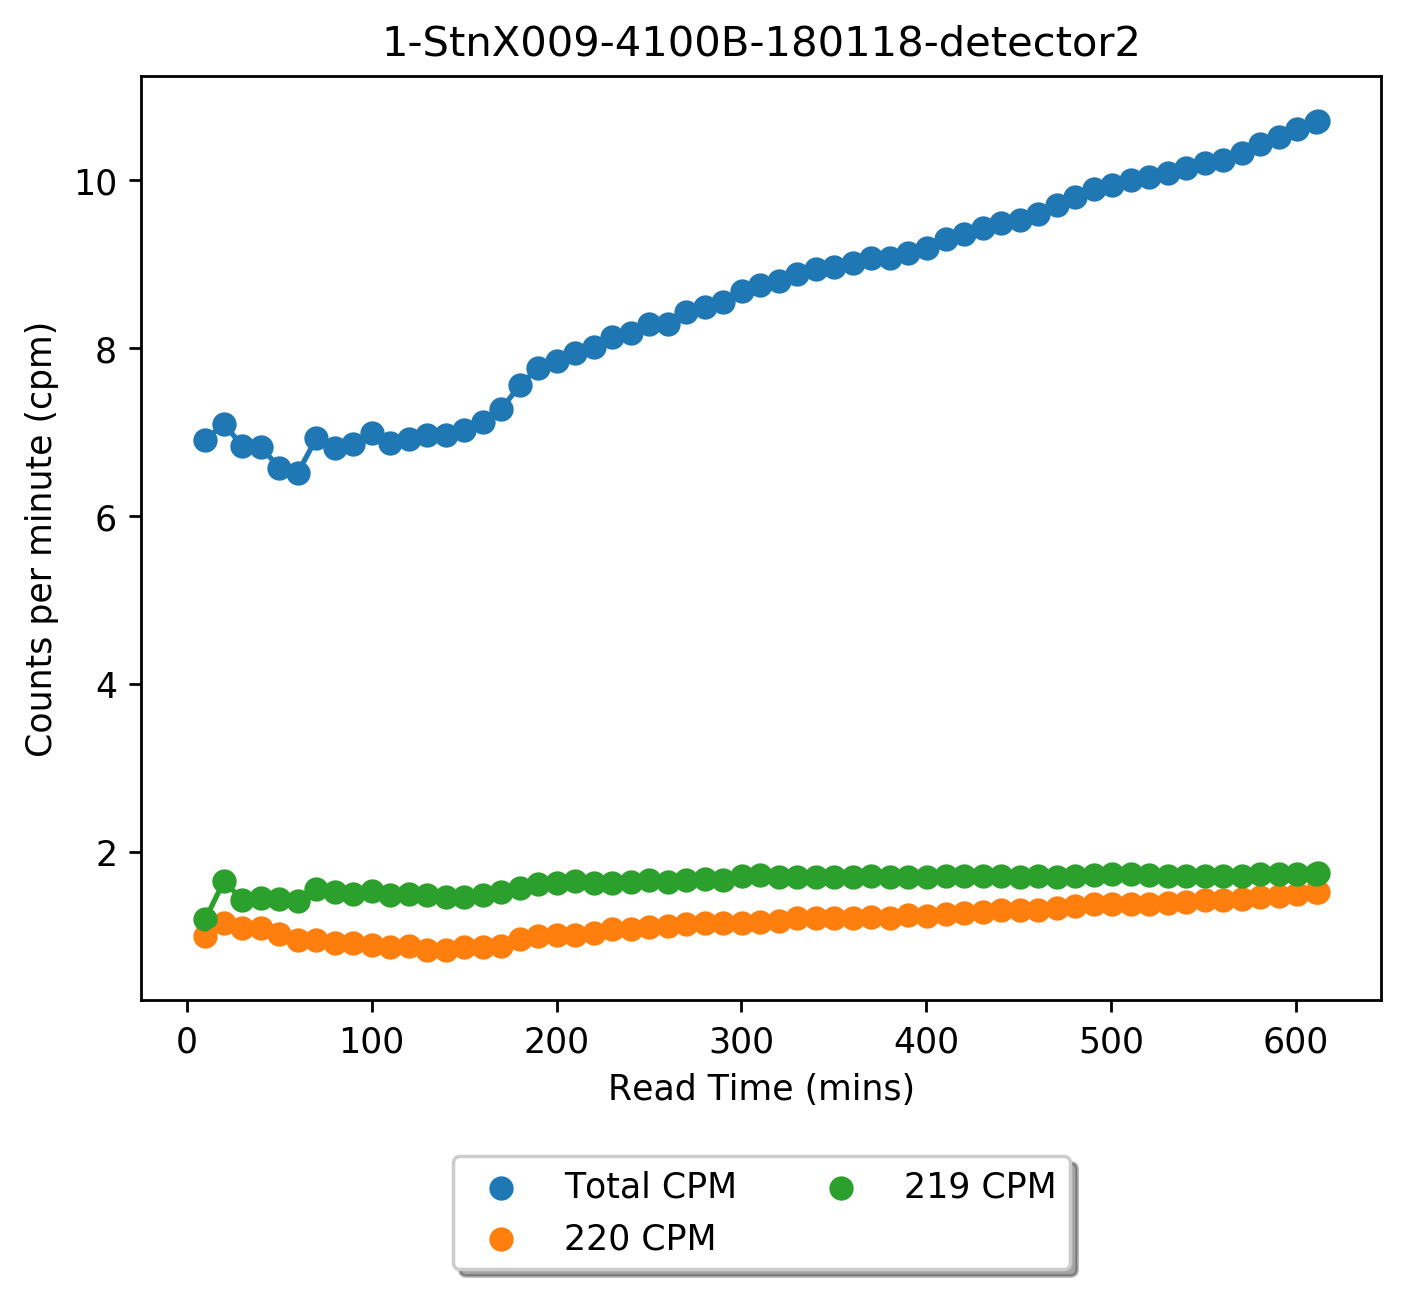 1-StnX009-4100B-180118-detector2
Counts per minute (cpm)
10
8
6
4
2
0 100 200 300 400 500 600
Read Time (mins)
Total CPM 219 CPM
220 CPM